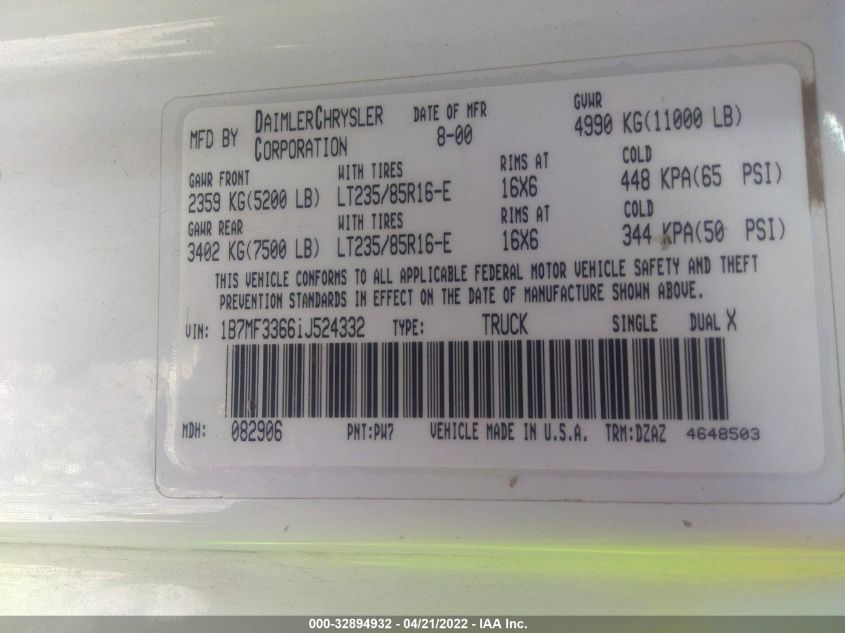 MFD BY DAIMLERCHRYSLER CORPORATION DATE OF MFR 8-00 GVWR 4990 KG(11000 LB)
GAWR FRONT WITH TIRES RIMS AT COLD
2359 KG(5200 LB) LT235/85R16-E 16X6 448 KPA(65 PSI)
GAWR REAR WITH TIRES RIMS AT COLD
3402 KG(7500 LB) LT235/85R16-E 16X6 344 KPA(50 PSI)
THIS VEHICLE CONFORMS TO ALL APPLICABLE FEDERAL MOTOR VEHICLE SAFETY AND THEFT
PREVENTION STANDARDS IN EFFECT ON THE DATE OF MANUFACTURE SHOWN ABOVE.
VIN: 1B7MF33661J524332 TYPE: TRUCK SINGLE DUAL X
MDH: 082906 PNT:PW7 VEHICLE MADE IN U.S.A. TRM:DZAZ 4648503
000-32894932 - 04/21/2022 - IAA Inc.